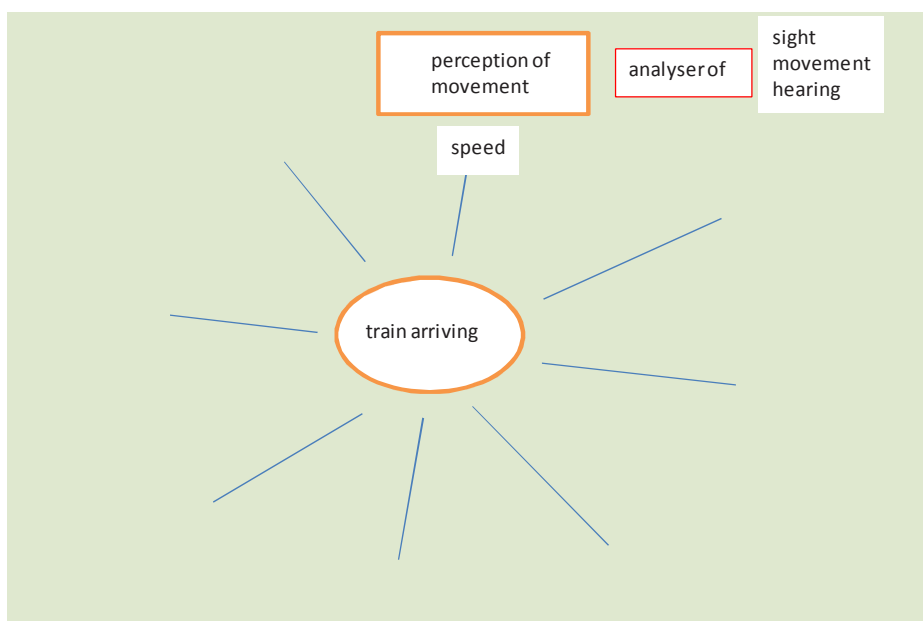 perception of
movement
analyser of
sight
movement
hearing
speed
train arriving